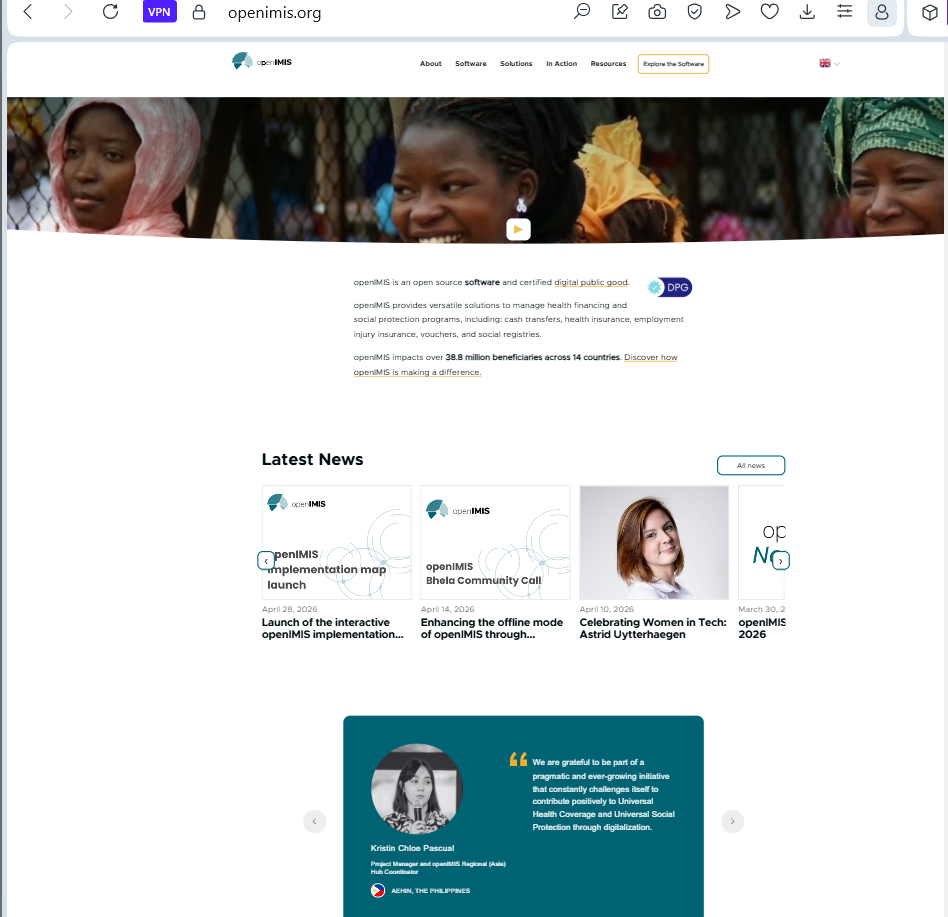 VPN
openimis.org
openIMIS
About Software Solutions In Action Resources Explore the Software
openIMIS is an open source software and certified digital public good.
DPG
openIMIS provides versatile solutions to manage health financing and
social protection programs, including: cash transfers, health insurance, employment
injury insurance, vouchers, and social registries.
openIMIS impacts over 38.8 million beneficiaries across 14 countries. Discover how
openIMIS is making a difference.
Latest News
All news
openIMIS
openIMIS
implementation map
launch
April 28, 2026
Launch of the interactive
openIMIS implementation...
openIMIS
openIMIS
Bhela Community Call
April 14, 2026
Enhancing the offline mode
of openIMIS through...
April 10, 2026
Celebrating Women in Tech:
Astrid Uytterhaegen
op
March 30, 2
openIMIS
2026
We are grateful to be part of a
pragmatic and ever-growing initiative
that constantly challenges itself to
contribute positively to Universal
Health Coverage and Universal Social
Protection through digitalization.
Kristin Chloe Pascual
Project Manager and openIMIS Regional (Asia)
Hub Coordinator
AEHIN, THE PHILIPPINES